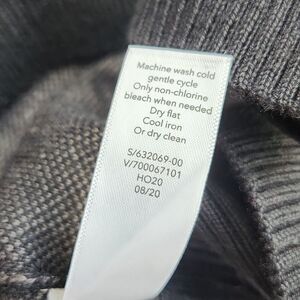 Machine wash cold
gentle cycle
Only non-chlorine
bleach when needed
Dry flat
Cool iron
Or dry clean
S/632069-00
V/700067101
HO20
08/20